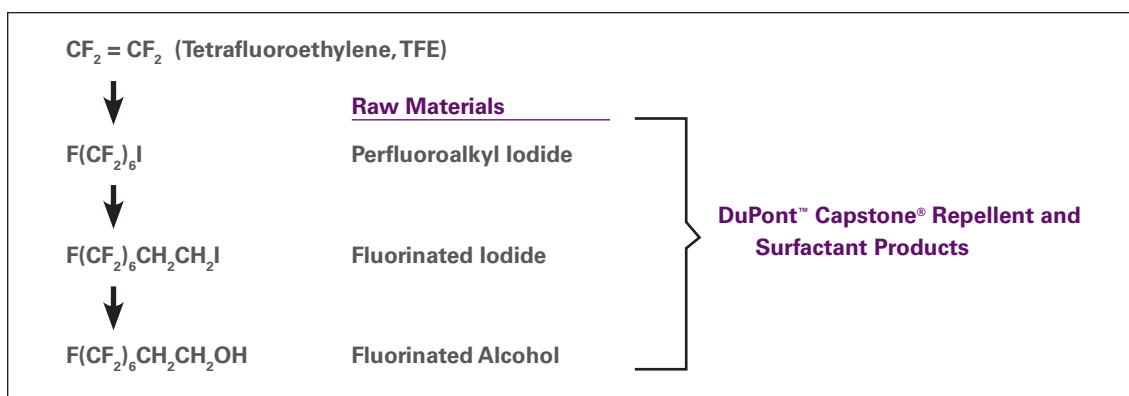 CF₂ = CF₂ (Tetrafluoroethylene, TFE)
Raw Materials
F(CF₂)₆I Perfluoroalkyl Iodide
DuPont™ Capstone® Repellent and
Surfactant Products
F(CF₂)₆CH₂CH₂I Fluorinated Iodide
F(CF₂)₆CH₂CH₂OH Fluorinated Alcohol